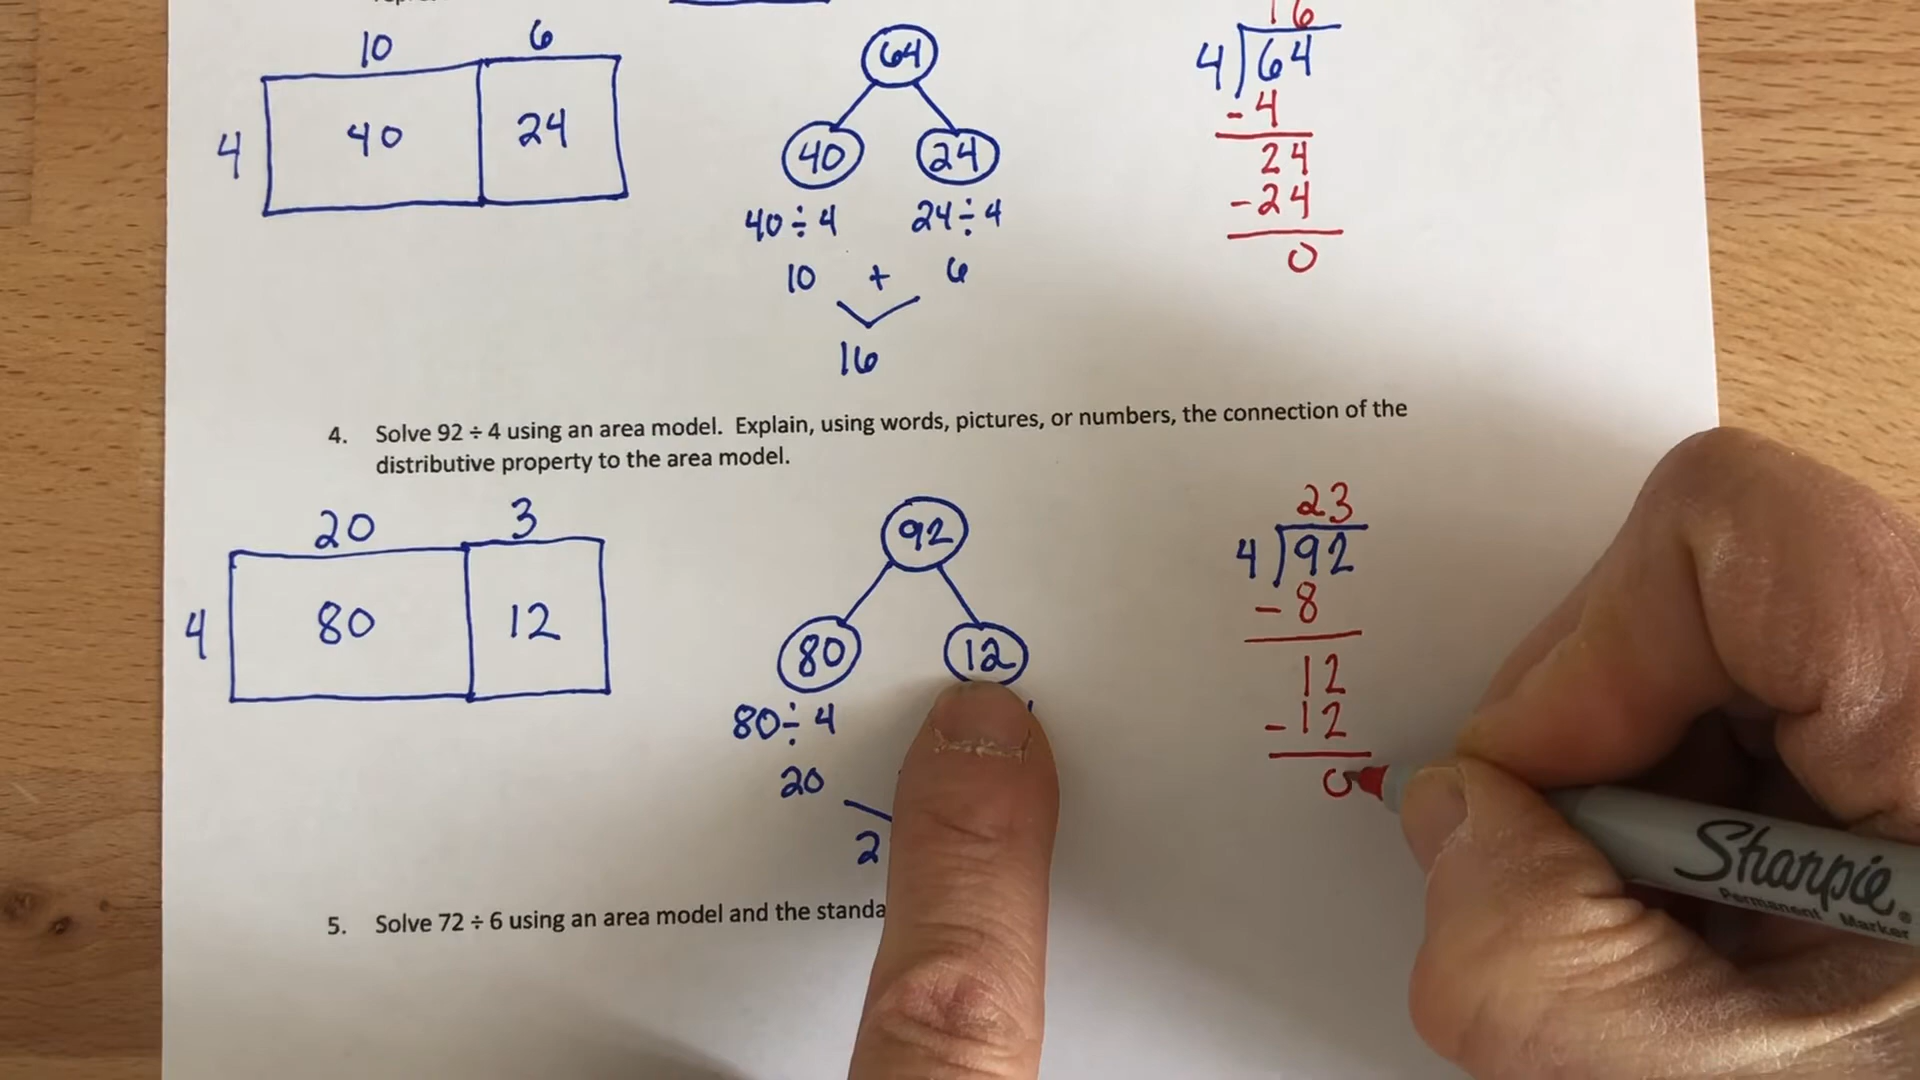 10 6
4 40 24
64
40 24
40÷4 24÷4
10 + 6
16
16
4 64
-4
24
-24
0
4. Solve 92 ÷ 4 using an area model. Explain, using words, pictures, or numbers, the connection of the
distributive property to the area model.
20 3
4 80 12
92
80 12
80÷4
20
2
23
4 92
-8
12
-12
0
5. Solve 72 ÷ 6 using an area model and the
Sharpie
Permanent Marker